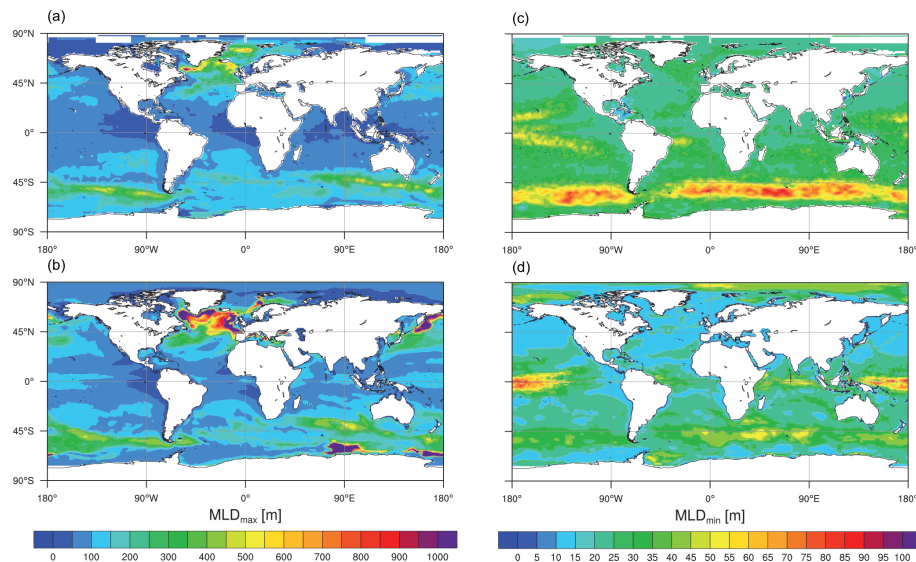 (a)
90°N
45°N
0°
45°S
90°S
180° 90°W 0° 90°E 180°
(b)
90°N
45°N
0°
45°S
90°S
180° 90°W 0° 90°E 180°
MLDmax [m]
0 100 200 300 400 500 600 700 800 900 1000
(c)
90°N
45°N
0°
45°S
90°S
180° 90°W 0° 90°E 180°
(d)
90°N
45°N
0°
45°S
90°S
180° 90°W 0° 90°E 180°
MLDmin [m]
0 5 10 15 20 25 30 35 40 45 50 55 60 65 70 75 80 85 90 95 100